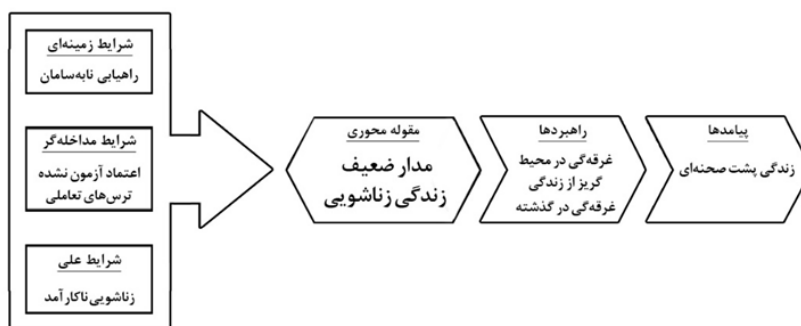 شرایط زمینه‌ای
راهیابی نابه‌سامان
شرایط مداخله‌گر
اعتماد آزمون نشده
ترس‌های تعاملی
شرایط علی
زناشویی ناکارآمد
مقوله محوری
مدار ضعیف
زندگی زناشویی
راهبردها
غرقه‌گی در محیط
گریز از زندگی
غرقه‌گی در گذشته
پیامدها
زندگی پشت صحنه‌ای